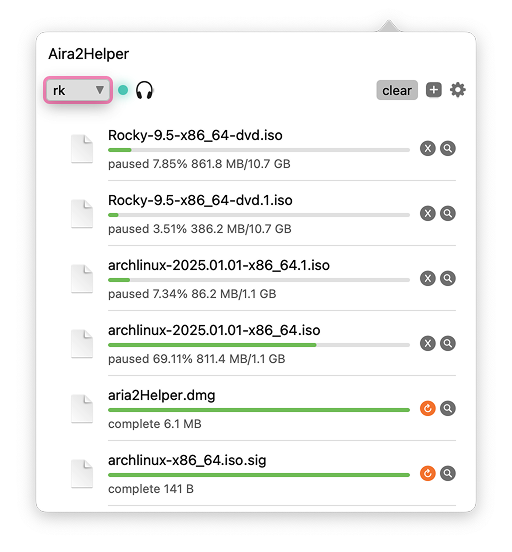 Aira2Helper
rk clear
Rocky-9.5-x86_64-dvd.iso
paused 7.85% 861.8 MB/10.7 GB
X
Rocky-9.5-x86_64-dvd.1.iso
paused 3.51% 386.2 MB/10.7 GB
X
archlinux-2025.01.01-x86_64.1.iso
paused 7.34% 86.2 MB/1.1 GB
X
archlinux-2025.01.01-x86_64.iso
paused 69.11% 811.4 MB/1.1 GB
X
aria2Helper.dmg
complete 6.1 MB
archlinux-x86_64.iso.sig
complete 141 B